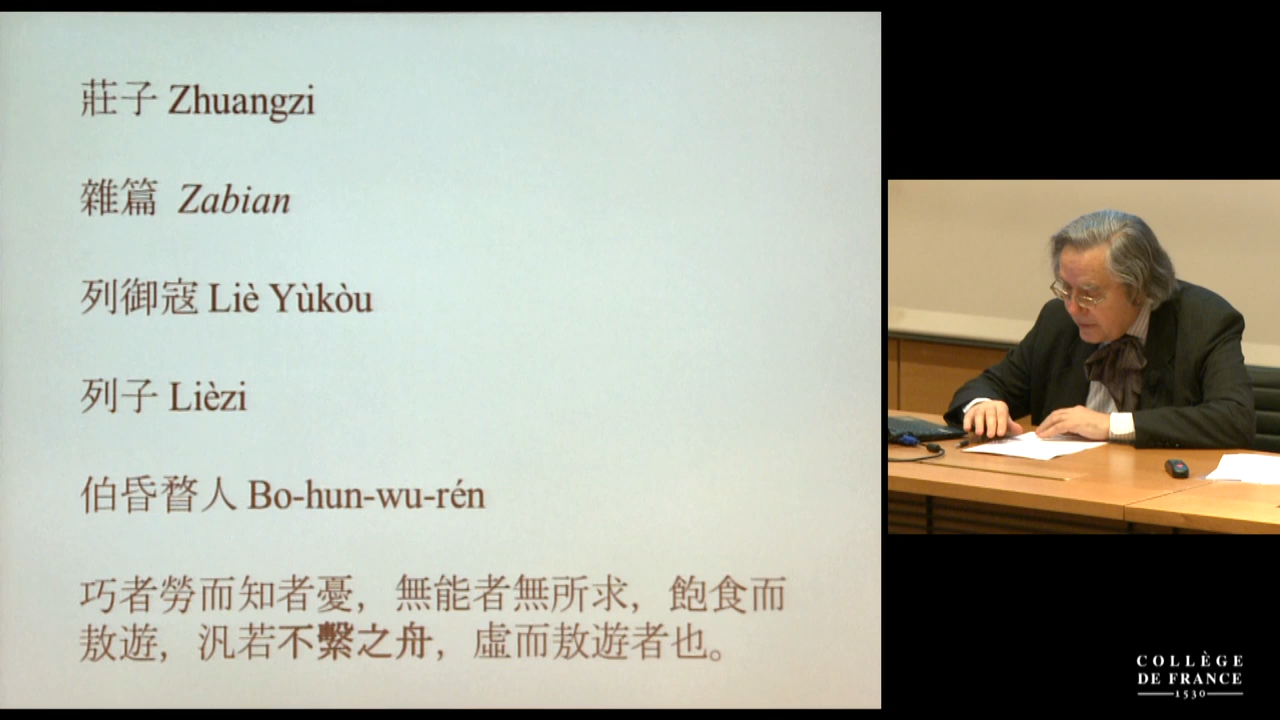 莊子 Zhuangzi
雜篇 Zabian
列御寇 Liè Yùkòu
列子 Lièzi
伯昏瞀人 Bo-hun-wu-rén
巧者勞而知者憂，無能者無所求，飽食而
敖遊，汎若不繫之舟，虛而敖遊者也。
COLLÈGE
DE FRANCE
1530